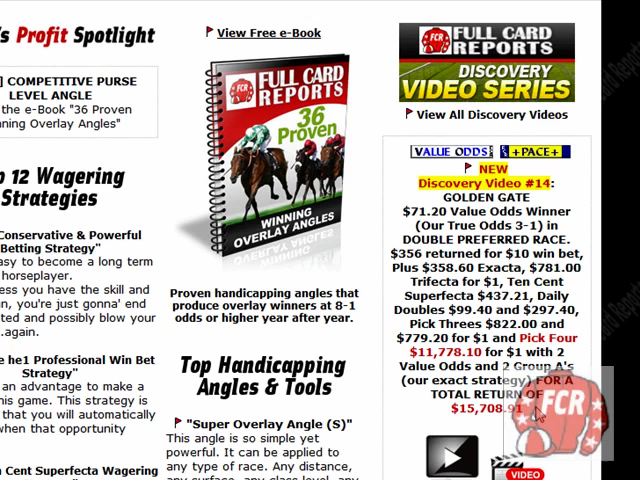 's Profit Spotlight
] COMPETITIVE PURSE
LEVEL ANGLE
the e-Book "36 Proven
nning Overlay Angles"
p 12 Wagering
Strategies
Conservative & Powerful
Betting Strategy"
easy to become a long term
horseplayer.
ess you have the skill and
n, you're just gonna' end
ted and possibly blow your
..again.
e he1 Professional Win Bet
Strategy"
an advantage to make a
his game. This strategy is
that you will automatically
when that opportunity
n Cent Superfecta Wagering
View Free e-Book
FCR FULL CARD
REPORTS
36
Proven
WINNING
OVERLAY ANGLES
Proven handicapping angles that
produce overlay winners at 8-1
odds or higher year after year.
Top Handicapping
Angles & Tools
"Super Overlay Angle (S)"
This angle is so simple yet
powerful. It can be applied to
any type of race. Any distance,
any surface, any class level, any
FCR FULL CARD
REPORTS
DISCOVERY
VIDEO SERIES
View All Discovery Videos
VALUE ODDS +PACE+
NEW
Discovery Video #14:
GOLDEN GATE
$71.20 Value Odds Winner
(Our True Odds 3-1) in
DOUBLE PREFERRED RACE.
$356 returned for $10 win bet,
Plus $358.60 Exacta, $781.00
Trifecta for $1, Ten Cent
Superfecta $437.21, Daily
Doubles $99.40 and $297.40,
Pick Threes $822.00 and
$779.20 for $1 and Pick Four
$11,778.10 for $1 with 2
Value Odds and 2 Group A's
(our exact strategy) FOR A
TOTAL RETURN OF
$15,708.91
FCR
VIDEO